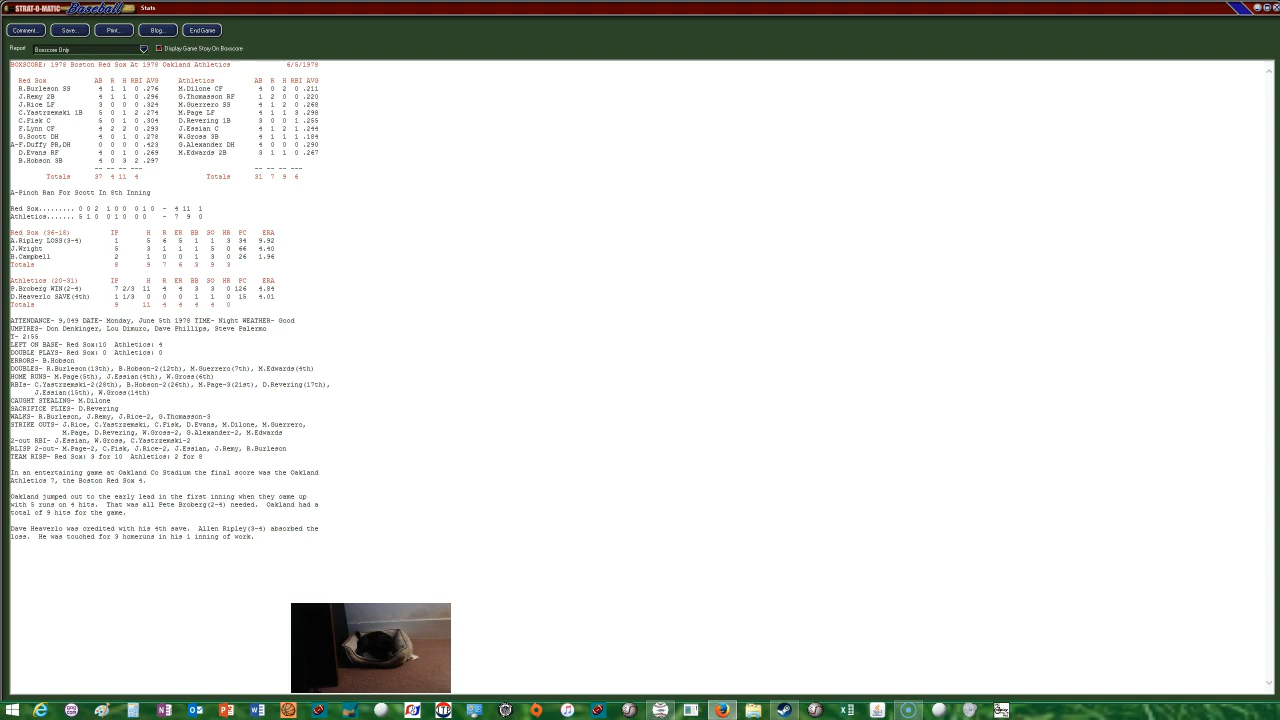 STRAT-O-MATIC Baseball Stats
Comment... Save... Print... Blog... End Game
Report Boxscore Only Display Game Story On Boxscore
BOXSCORE: 1978 Boston Red Sox At 1978 Oakland Athletics 6/5/1978
Red Sox AB R H RBI AVG Athletics AB R H RBI AVG
R.Burleson SS 4 1 1 0 .276 M.Dilone CF 4 0 2 0 .211
J.Remy 2B 4 1 1 0 .296 G.Thomasson RF 1 2 0 0 .220
J.Rice LF 3 0 0 0 .324 M.Guerrero SS 4 1 2 0 .268
C.Yastrzemski 1B 5 0 1 2 .274 M.Page LF 4 1 1 3 .298
C.Fisk C 5 0 1 0 .304 D.Revering 1B 3 0 0 1 .255
F.Lynn CF 4 2 2 0 .293 J.Essian C 4 1 2 1 .244
G.Scott DH 4 0 1 0 .278 W.Gross 3B 4 1 1 1 .184
A-F.Duffy PR,DH 0 0 0 0 .423 G.Alexander DH 4 0 0 0 .290
D.Evans RF 4 0 1 0 .269 M.Edwards 2B 3 1 1 0 .267
B.Hobson 3B 4 0 3 2 .297
-- -- -- -- -- -- -- --
Totals 37 4 11 4 Totals 31 7 9 6
A-Pinch Ran For Scott In 8th Inning
Red Sox......... 0 0 2 1 0 0 0 1 0 - 4 11 1
Athletics....... 5 1 0 0 1 0 0 0 - 7 9 0
Red Sox (36-18) IP H R ER BB SO HR PC ERA
A.Ripley LOSS(3-4) 1 5 6 5 1 1 3 34 9.92
J.Wright 5 3 1 1 1 5 0 66 4.40
B.Campbell 2 1 0 0 1 3 0 26 1.96
Totals 8 9 7 6 3 9 3
Athletics (20-31) IP H R ER BB SO HR PC ERA
P.Broberg WIN(2-4) 7 2/3 11 4 4 3 3 0 126 4.84
D.Heaverlo SAVE(4th) 1 1/3 0 0 0 1 1 0 15 4.01
Totals 9 11 4 4 4 4 0
ATTENDANCE- 9,049 DATE- Monday, June 5th 1978 TIME- Night WEATHER- Good
UMPIRES- Don Denkinger, Lou Dimuro, Dave Phillips, Steve Palermo
T- 2:55
LEFT ON BASE- Red Sox:10 Athletics: 4
DOUBLE PLAYS- Red Sox: 0 Athletics: 0
ERRORS- B.Hobson
DOUBLES- R.Burleson(13th), B.Hobson-2(12th), M.Guerrero(7th), M.Edwards(4th)
HOME RUNS- M.Page(5th), J.Essian(4th), W.Gross(6th)
RBIs- C.Yastrzemski-2(28th), B.Hobson-2(26th), M.Page-3(21st), D.Revering(17th),
J.Essian(15th), W.Gross(14th)
CAUGHT STEALING- M.Dilone
SACRIFICE FLIES- D.Revering
WALKS- R.Burleson, J.Remy, J.Rice-2, G.Thomasson-3
STRIKE OUTS- J.Rice, C.Yastrzemski, C.Fisk, D.Evans, M.Dilone, M.Guerrero,
M.Page, D.Revering, W.Gross-2, G.Alexander-2, M.Edwards
2-out RBI- J.Essian, W.Gross, C.Yastrzemski-2
RLISP 2-out- M.Page-2, C.Fisk, J.Rice-2, J.Essian, J.Remy, R.Burleson
TEAM RISP- Red Sox: 3 for 10 Athletics: 2 for 8
In an entertaining game at Oakland Co Stadium the final score was the Oakland
Athletics 7, the Boston Red Sox 4.
Oakland jumped out to the early lead in the first inning when they came up
with 5 runs on 4 hits. That was all Pete Broberg(2-4) needed. Oakland had a
total of 9 hits for the game.
Dave Heaverlo was credited with his 4th save. Allen Ripley(3-4) absorbed the
loss. He was touched for 3 homeruns in his 1 inning of work.